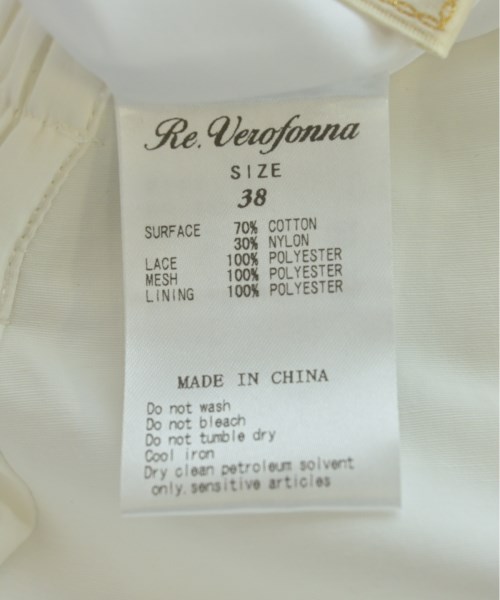 Re. Verofonna
SIZE
38
SURFACE 70% COTTON
30% NYLON
LACE 100% POLYESTER
MESH 100% POLYESTER
LINING 100% POLYESTER
MADE IN CHINA
Do not wash
Do not bleach
Do not tumble dry
Cool iron
Dry clean petroleum solvent
only. sensitive articles